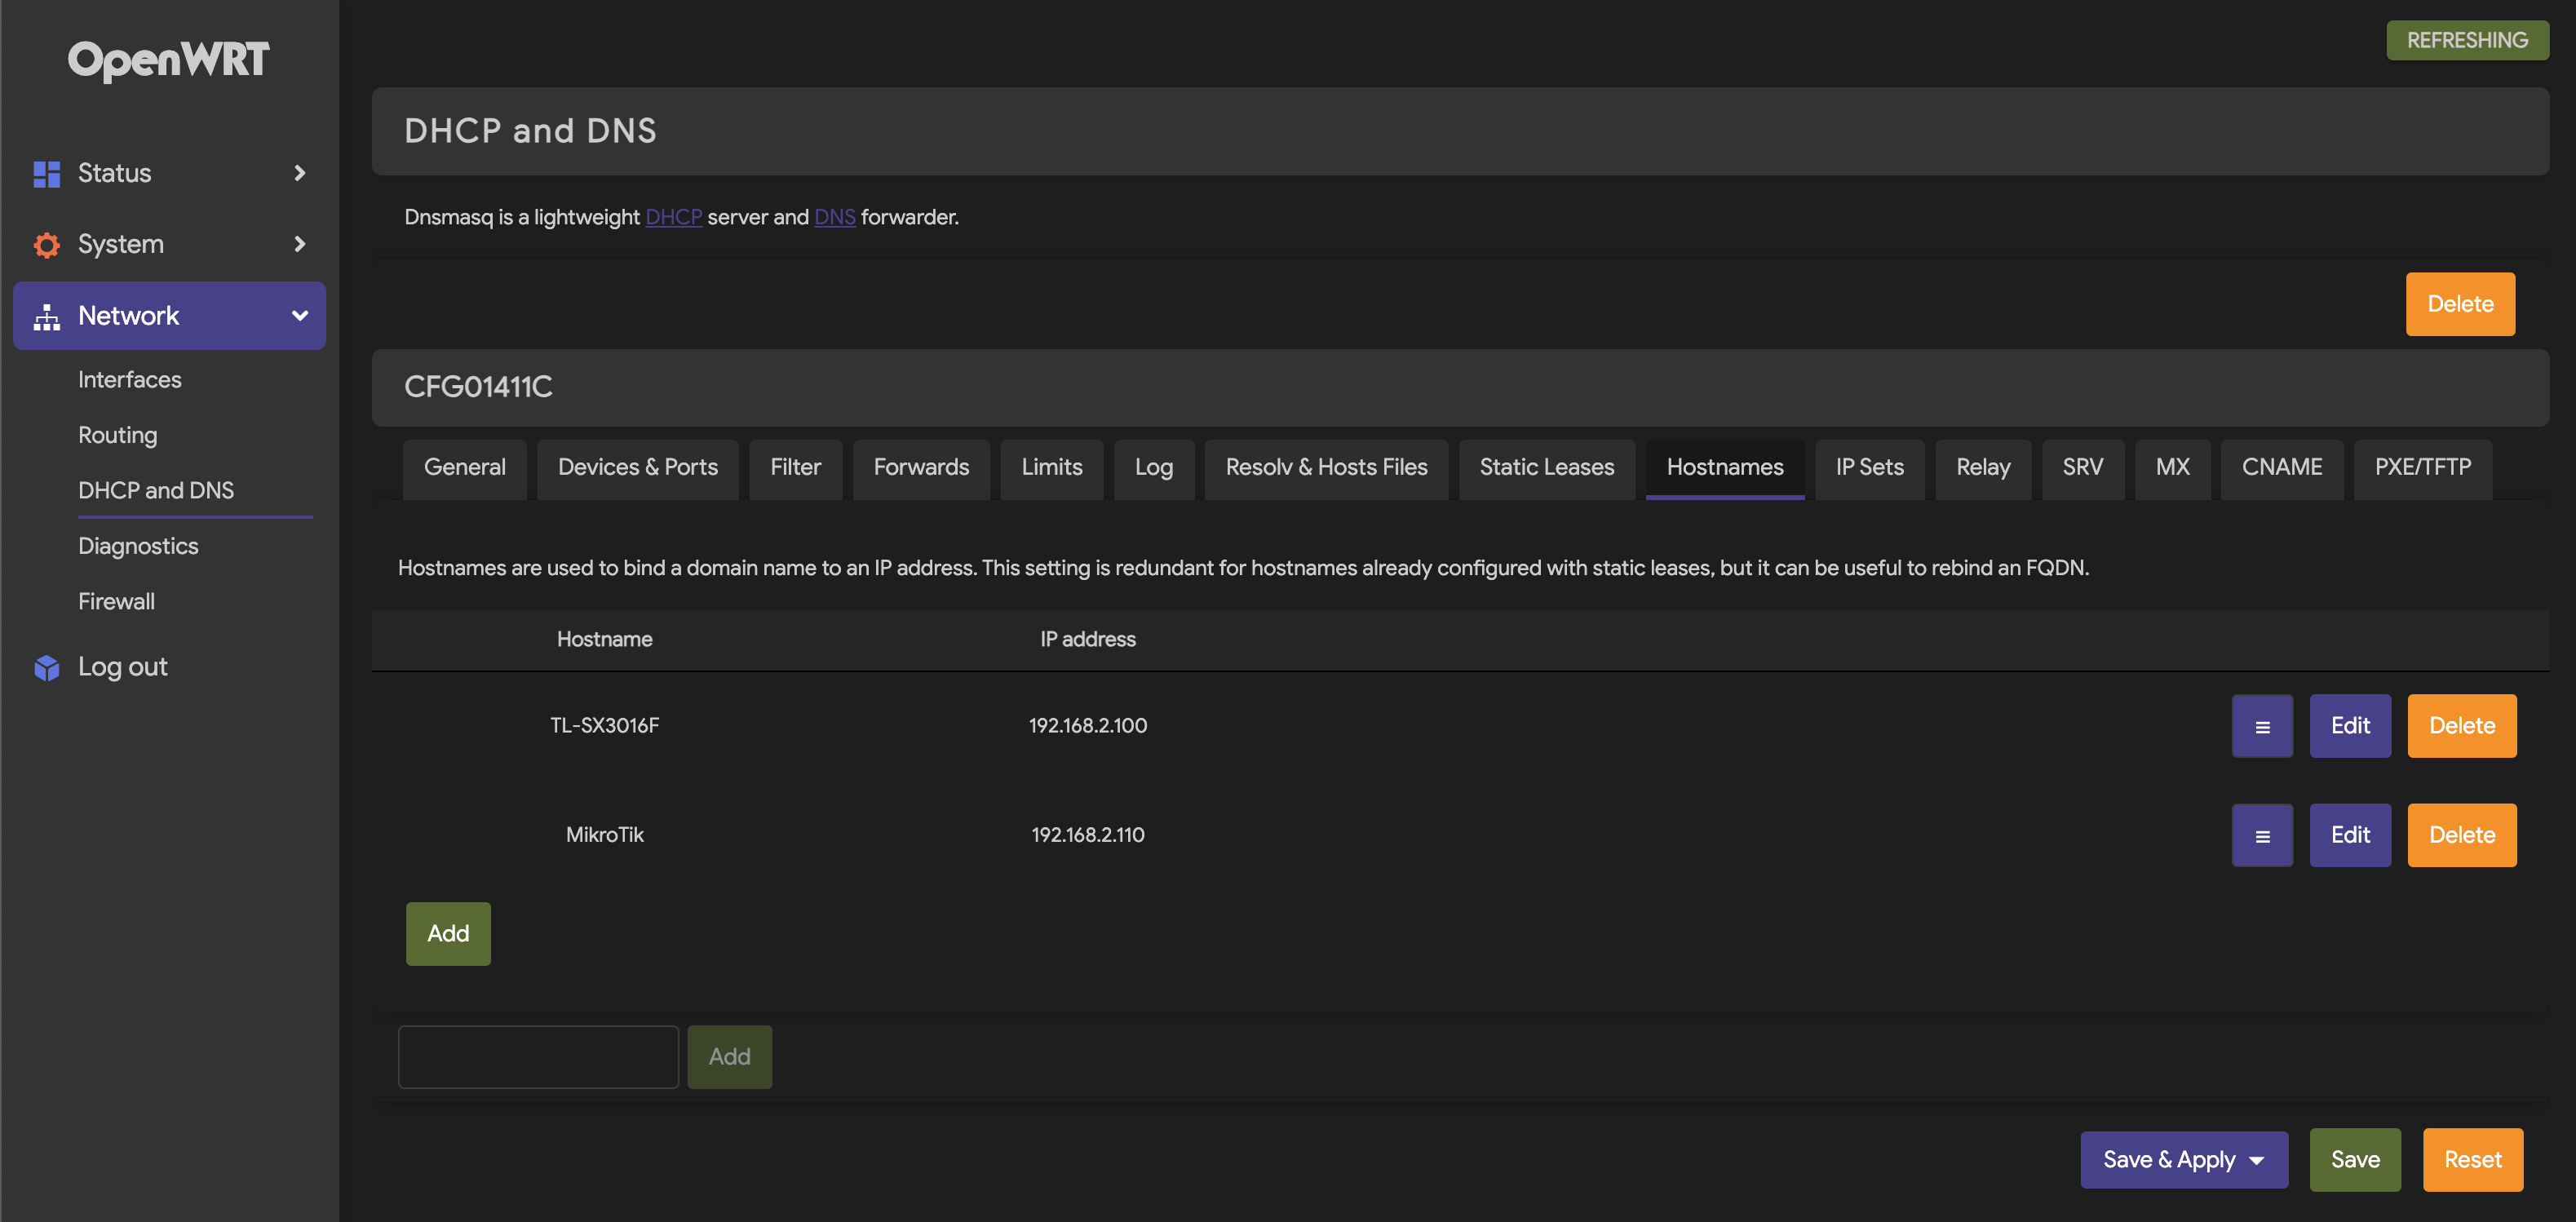 OpenWRT
REFRESHING
Status
System
Network
Interfaces
Routing
DHCP and DNS
Diagnostics
Firewall
Log out
DHCP and DNS
Dnsmasq is a lightweight DHCP server and DNS forwarder.
Delete
CFG01411C
General Devices & Ports Filter Forwards Limits Log Resolv & Hosts Files Static Leases Hostnames IP Sets Relay SRV MX CNAME PXE/TFTP
Hostnames are used to bind a domain name to an IP address. This setting is redundant for hostnames already configured with static leases, but it can be useful to rebind an FQDN.
Hostname IP address
TL-SX3016F 192.168.2.100 Edit Delete
MikroTik 192.168.2.110 Edit Delete
Add
Add
Save & Apply Save Reset